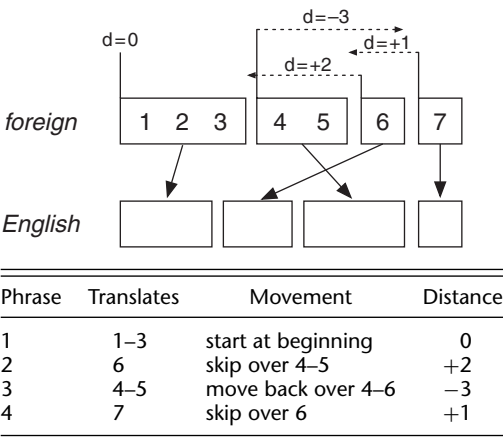 d=–3
d=0 d=+1
d=+2
foreign 1 2 3 4 5 6 7
English
Phrase Translates Movement Distance
1 1–3 start at beginning 0
2 6 skip over 4–5 +2
3 4–5 move back over 4–6 −3
4 7 skip over 6 +1